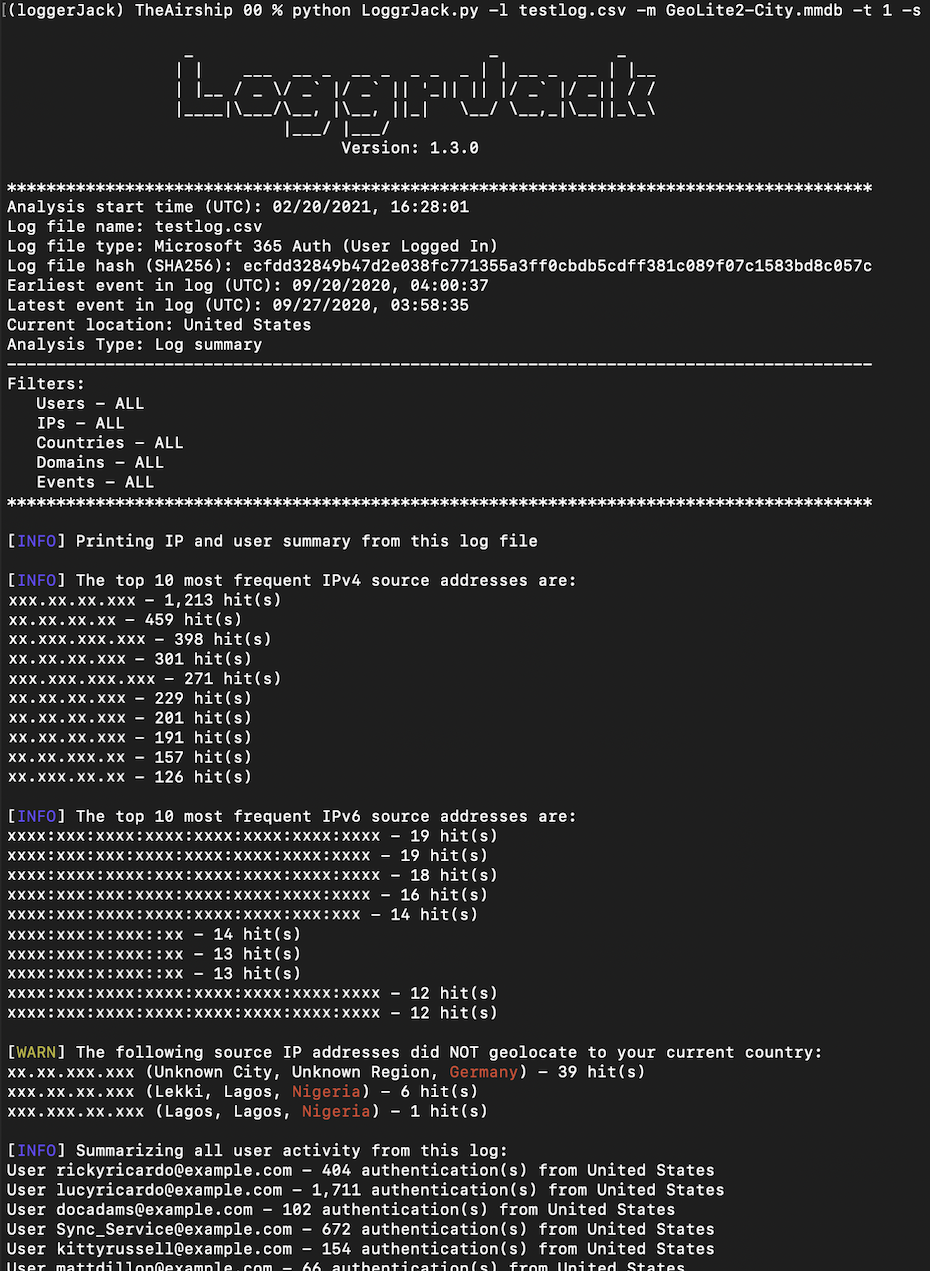 (loggerJack) TheAirship 00 % python LoggrJack.py -l testlog.csv -m GeoLite2-City.mmdb -t 1 -s
LoggrJack
Version: 1.3.0
****************************************************************************************
Analysis start time (UTC): 02/20/2021, 16:28:01
Log file name: testlog.csv
Log file type: Microsoft 365 Auth (User Logged In)
Log file hash (SHA256): ecfdd32849b47d2e038fc771355a3ff0cbdb5cdff381c089f07c1583bd8c057c
Earliest event in log (UTC): 09/20/2020, 04:00:37
Latest event in log (UTC): 09/27/2020, 03:58:35
Current location: United States
Analysis Type: Log summary
----------------------------------------------------------------------------------------
Filters:
Users - ALL
IPs - ALL
Countries - ALL
Domains - ALL
Events - ALL
****************************************************************************************
[INFO] Printing IP and user summary from this log file
[INFO] The top 10 most frequent IPv4 source addresses are:
xxx.xx.xx.xxx - 1,213 hit(s)
xx.xx.xx.xx - 459 hit(s)
xx.xxx.xxx.xxx - 398 hit(s)
xx.xx.xx.xxx - 301 hit(s)
xxx.xxx.xxx.xxx - 271 hit(s)
xx.xx.xx.xxx - 229 hit(s)
xx.xx.xx.xxx - 201 hit(s)
xx.xx.xx.xxx - 191 hit(s)
xx.xx.xxx.xx - 157 hit(s)
xx.xxx.xx.xx - 126 hit(s)
[INFO] The top 10 most frequent IPv6 source addresses are:
xxxx:xxx:xxxx:xxxx:xxxx:xxxx:xxxx:xxxx - 19 hit(s)
xxxx:xxx:xxx:xxxx:xxxx:xxxx:xxxx:xxxx - 19 hit(s)
xxxx:xxx:xxxx:xxxx:xxxx:xxxx:xxxx:xxxx - 18 hit(s)
xxxx:xxx:xxx:xxxx:xxxx:xxxx:xxxx:xxxx - 16 hit(s)
xxxx:xxx:xxxx:xxxx:xxxx:xxxx:xxx:xxx - 14 hit(s)
xxxx:xxx:x:xxx::xx - 14 hit(s)
xxxx:xxx:x:xxx::xx - 13 hit(s)
xxxx:xxx:x:xxx::xx - 13 hit(s)
xxxx:xxx:xxxx:xxxx:xxxx:xxxx:xxxx:xxxx - 12 hit(s)
xxxx:xxx:xxxx:xxxx:xxxx:xxxx:xxxx:xxxx - 12 hit(s)
[WARN] The following source IP addresses did NOT geolocate to your current country:
xx.xx.xxx.xxx (Unknown City, Unknown Region, Germany) - 39 hit(s)
xxx.xx.xx.xxx (Lekki, Lagos, Nigeria) - 6 hit(s)
xxx.xxx.xx.xxx (Lagos, Lagos, Nigeria) - 1 hit(s)
[INFO] Summarizing all user activity from this log:
User rickyricardo@example.com - 404 authentication(s) from United States
User lucyricardo@example.com - 1,711 authentication(s) from United States
User docadams@example.com - 102 authentication(s) from United States
User Sync_Service@example.com - 672 authentication(s) from United States
User kittyrussell@example.com - 154 authentication(s) from United States
User mattdillon@example.com - 66 authentication(s) from United States